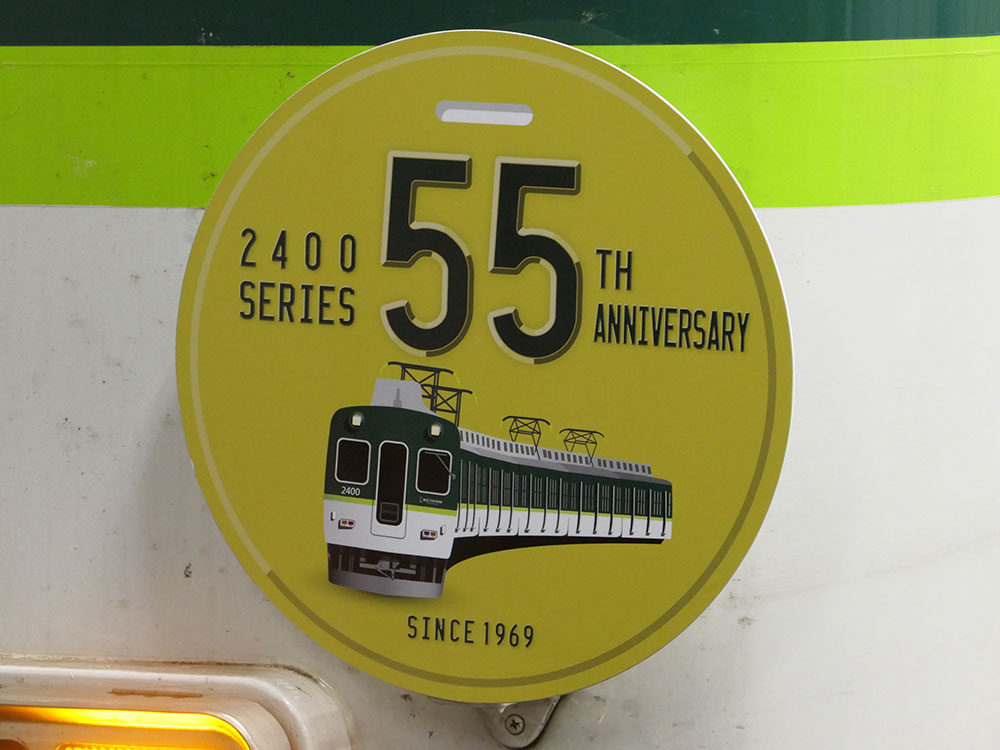 55
2400
SERIES
TH
ANNIVERSARY
2400
SINCE 1969